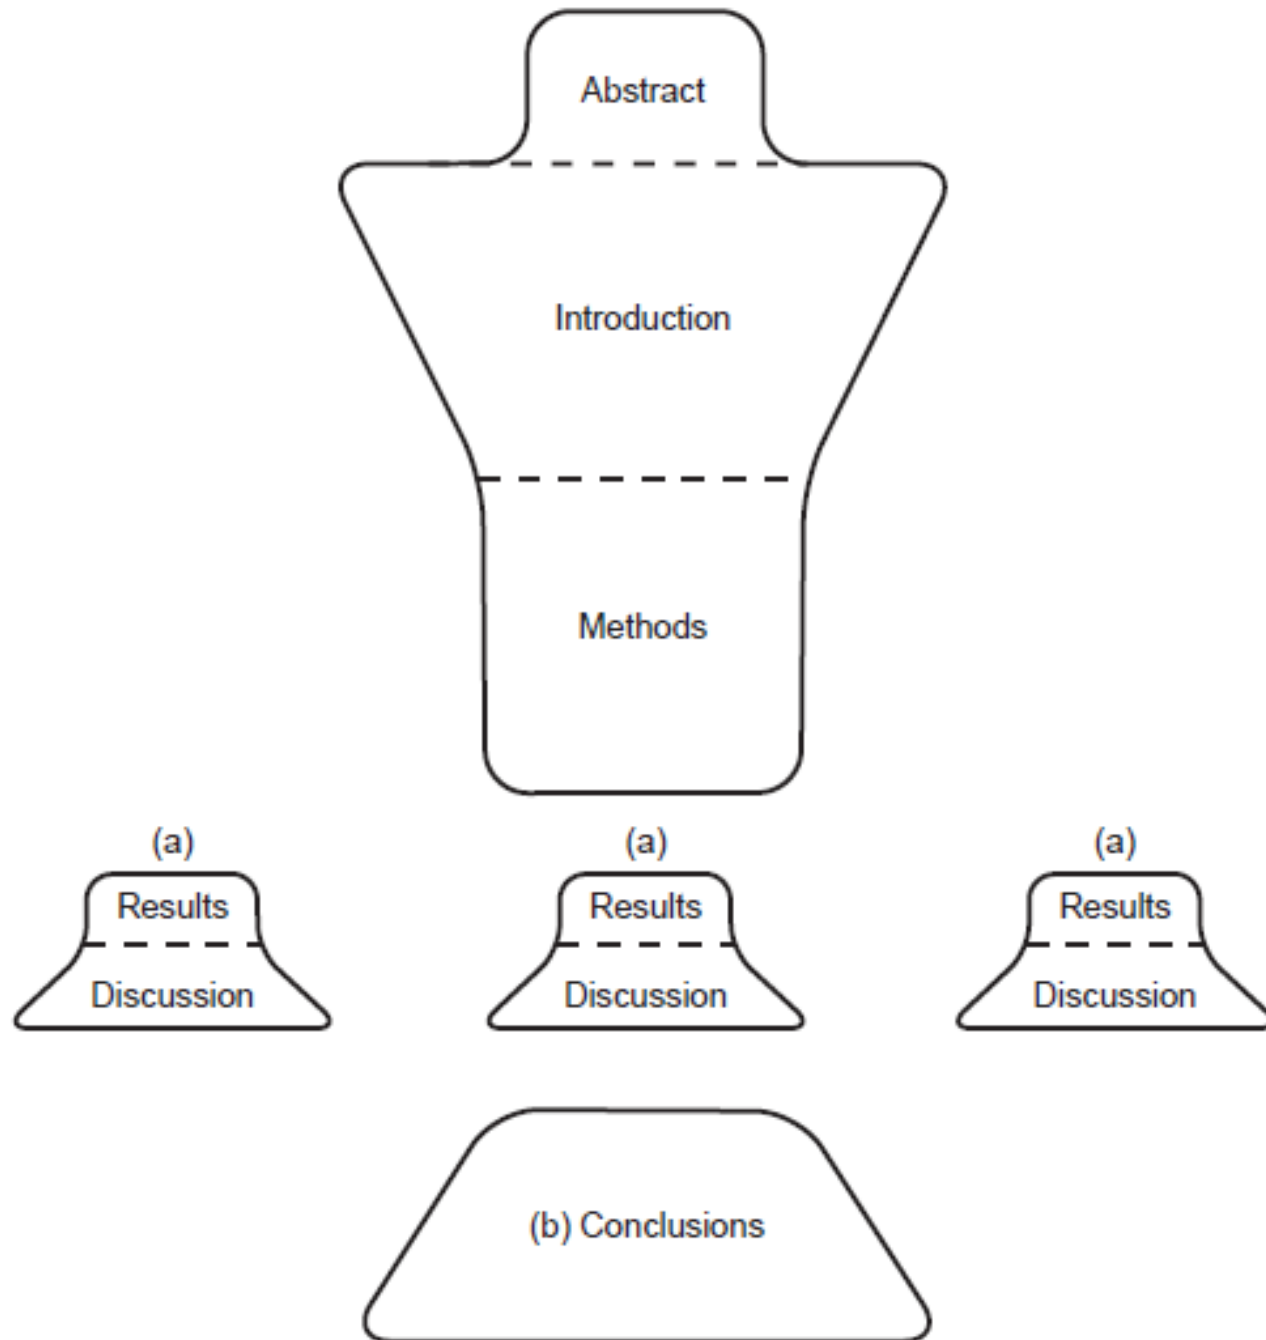 Abstract
Introduction
Methods
(a) (a) (a)
Results Results Results
Discussion Discussion Discussion
(b) Conclusions